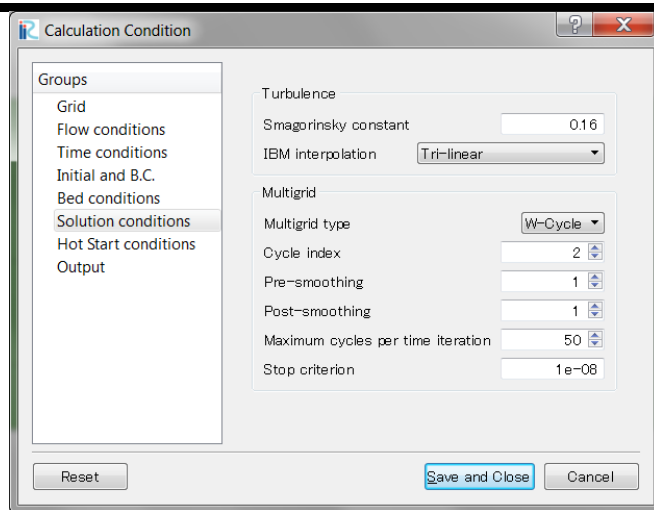 iRIC Calculation Condition
Groups
Grid
Flow conditions
Time conditions
Initial and B.C.
Bed conditions
Solution conditions
Hot Start conditions
Output
Turbulence
Smagorinsky constant 0.16
IBM interpolation Tri-linear
Multigrid
Multigrid type W-Cycle
Cycle index 2
Pre-smoothing 1
Post-smoothing 1
Maximum cycles per time iteration 50
Stop criterion 1e-08
Reset Save and Close Cancel